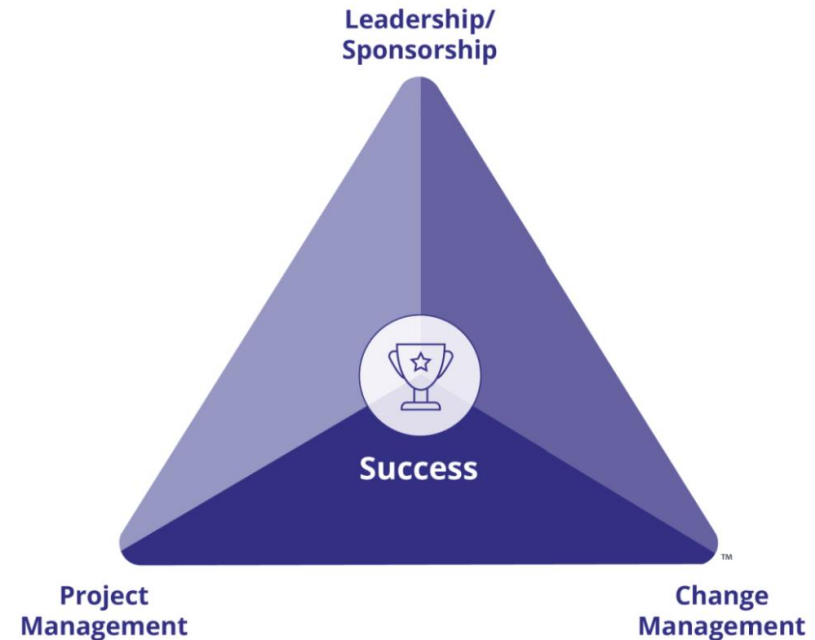 Leadership/
Sponsorship
Success
™
Project
Management
Change
Management